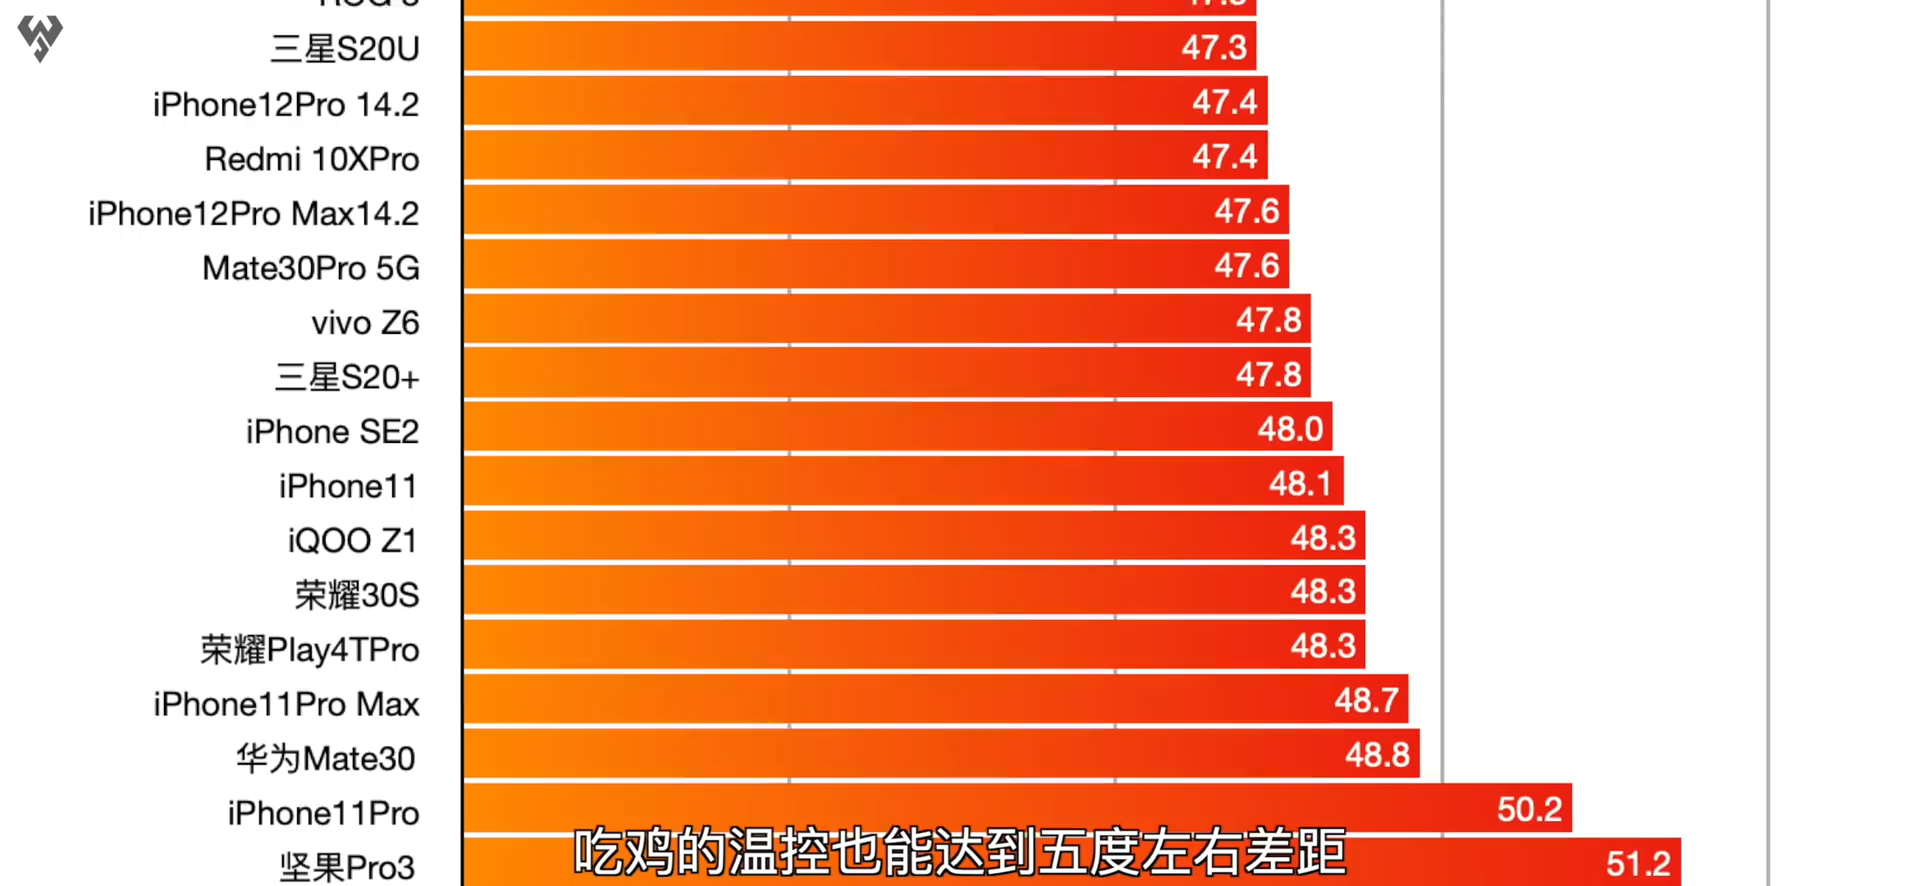 三星S20U 47.3
iPhone12Pro 14.2 47.4
Redmi 10XPro 47.4
iPhone12Pro Max14.2 47.6
Mate30Pro 5G 47.6
vivo Z6 47.8
三星S20+ 47.8
iPhone SE2 48.0
iPhone11 48.1
iQOO Z1 48.3
荣耀30S 48.3
荣耀Play4TPro 48.3
iPhone11Pro Max 48.7
华为Mate30 48.8
iPhone11Pro 50.2
吃鸡的温控也能达到五度左右差距
坚果Pro3 51.2